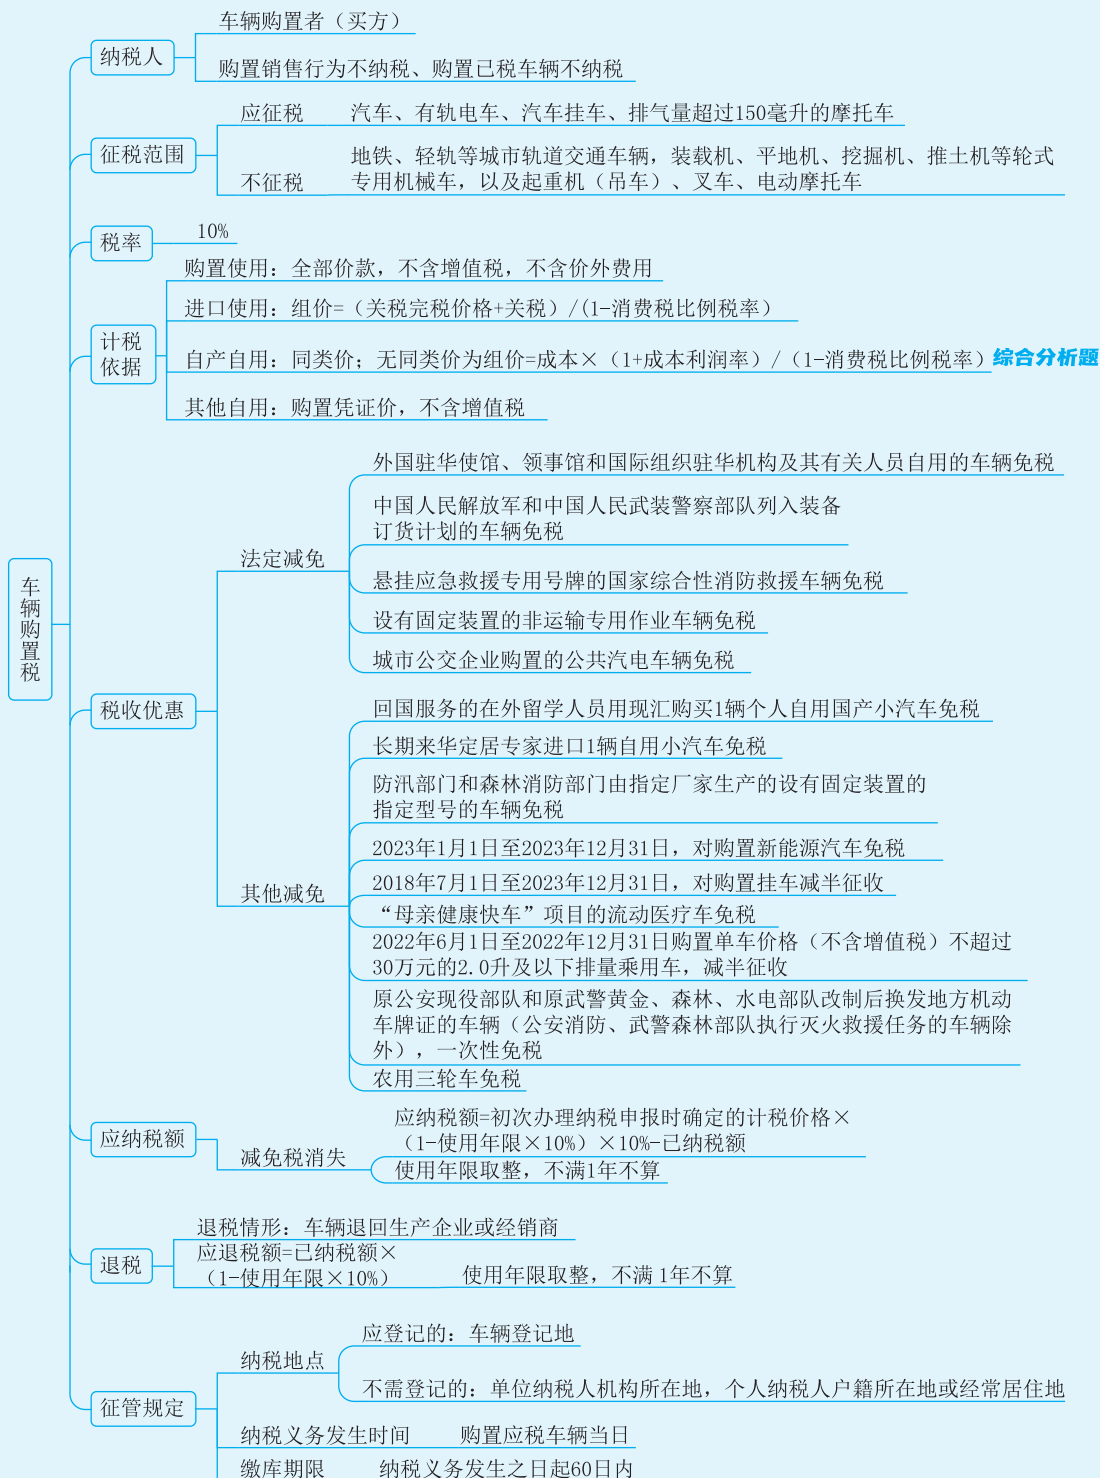 车辆购置税
纳税人
车辆购置者（买方）
购置销售行为不纳税、购置已税车辆不纳税
征税范围
应征税
汽车、有轨电车、汽车挂车、排气量超过150毫升的摩托车
不征税
地铁、轻轨等城市轨道交通车辆，装载机、平地机、挖掘机、推土机等轮式
专用机械车，以及起重机（吊车）、叉车、电动摩托车
税率
10%
计税
依据
购置使用：全部价款，不含增值税，不含价外费用
进口使用：组价=（关税完税价格+关税）/(1-消费税比例税率）
自产自用：同类价；无同类价为组价=成本×（1+成本利润率）/（1-消费税比例税率）
综合分析题
其他自用：购置凭证价，不含增值税
税收优惠
法定减免
外国驻华使馆、领事馆和国际组织驻华机构及其有关人员自用的车辆免税
中国人民解放军和中国人民武装警察部队列入装备
订货计划的车辆免税
悬挂应急救援专用号牌的国家综合性消防救援车辆免税
设有固定装置的非运输专用作业车辆免税
城市公交企业购置的公共汽电车辆免税
其他减免
回国服务的在外留学人员用现汇购买1辆个人自用国产小汽车免税
长期来华定居专家进口1辆自用小汽车免税
防汛部门和森林消防部门由指定厂家生产的设有固定装置的
指定型号的车辆免税
2023年1月1日至2023年12月31日，对购置新能源汽车免税
2018年7月1日至2023年12月31日，对购置挂车减半征收
“母亲健康快车”项目的流动医疗车免税
2022年6月1日至2022年12月31日购置单车价格（不含增值税）不超过
30万元的2.0升及以下排量乘用车，减半征收
原公安现役部队和原武警黄金、森林、水电部队改制后换发地方机动
车牌证的车辆（公安消防、武警森林部队执行灭火救援任务的车辆除
外），一次性免税
农用三轮车免税
应纳税额
减免税消失
应纳税额=初次办理纳税申报时确定的计税价格×
（1-使用年限×10%）×10%-已纳税额
使用年限取整，不满1年不算
退税
退税情形：车辆退回生产企业或经销商
应退税额=已纳税额×
（1-使用年限×10%）
使用年限取整，不满 1年不算
征管规定
纳税地点
应登记的：车辆登记地
不需登记的：单位纳税人机构所在地，个人纳税人户籍所在地或经常居住地
纳税义务发生时间
购置应税车辆当日
缴库期限
纳税义务发生之日起60日内